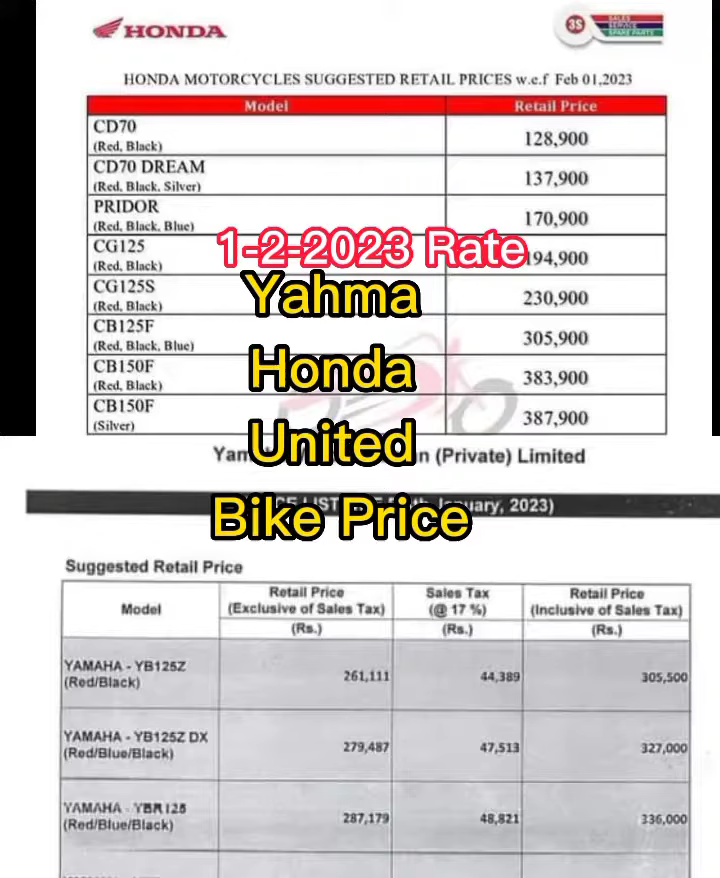 HONDA
3S
SALES
SERVICE
SPARE PARTS
HONDA MOTORCYCLES SUGGESTED RETAIL PRICES w.e.f Feb 01,2023
Model Retail Price
CD70
(Red, Black)
128,900
CD70 DREAM
(Red, Black, Silver)
137,900
PRIDOR
(Red, Black, Blue)
170,900
CG125
(Red, Black)
194,900
CG125S
(Red, Black)
230,900
CB125F
(Red, Black, Blue)
305,900
CB150F
(Red, Black)
383,900
CB150F
(Silver)
387,900
1-2-2023 Rate
Yahma
Honda
United
Bike Price
(Private) Limited
2023)
Suggested Retail Price
Model
Retail Price
(Exclusive of Sales Tax)
(Rs.)
Sales Tax
(@ 17 %)
(Rs.)
Retail Price
(Inclusive of Sales Tax)
(Rs.)
YAMAHA - YB125Z
(Red/Black)
261,111 44,389 305,500
YAMAHA - YB125Z DX
(Red/Blue/Black)
279,487 47,513 327,000
YAMAHA - YBR125
(Red/Blue/Black)
287,179 48,821 336,000